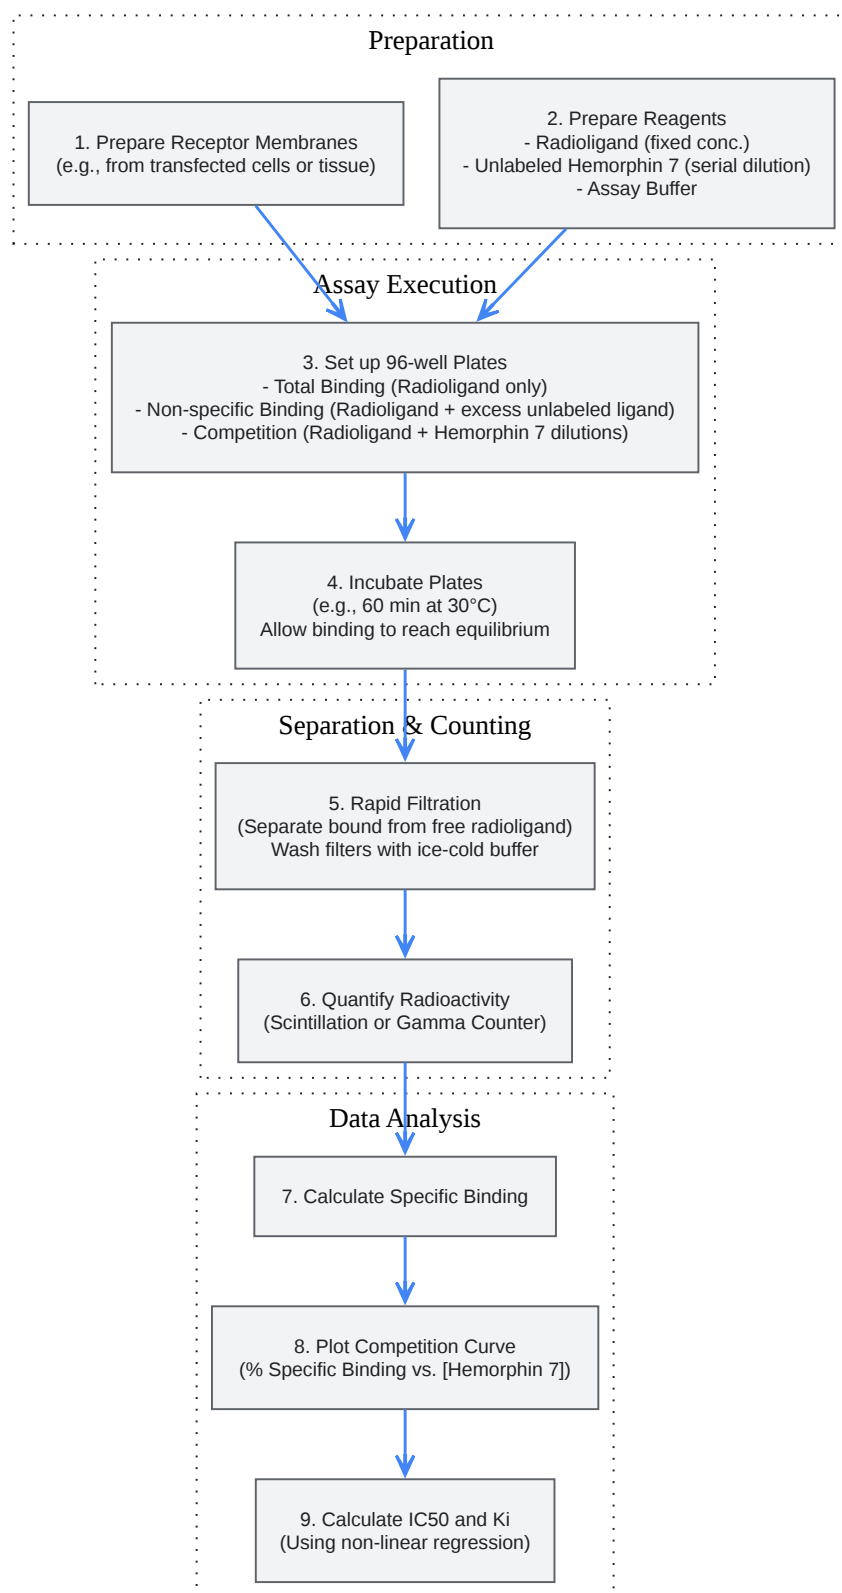 Preparation
1. Prepare Receptor Membranes
(e.g., from transfected cells or tissue)
2. Prepare Reagents
- Radioligand (fixed conc.)
- Unlabeled Hemorphin 7 (serial dilution)
- Assay Buffer
Assay Execution
3. Set up 96-well Plates
- Total Binding (Radioligand only)
- Non-specific Binding (Radioligand + excess unlabeled ligand)
- Competition (Radioligand + Hemorphin 7 dilutions)
4. Incubate Plates
(e.g., 60 min at 30°C)
Allow binding to reach equilibrium
Separation & Counting
5. Rapid Filtration
(Separate bound from free radioligand)
Wash filters with ice-cold buffer
6. Quantify Radioactivity
(Scintillation or Gamma Counter)
Data Analysis
7. Calculate Specific Binding
8. Plot Competition Curve
(% Specific Binding vs. [Hemorphin 7])
9. Calculate IC50 and Ki
(Using non-linear regression)